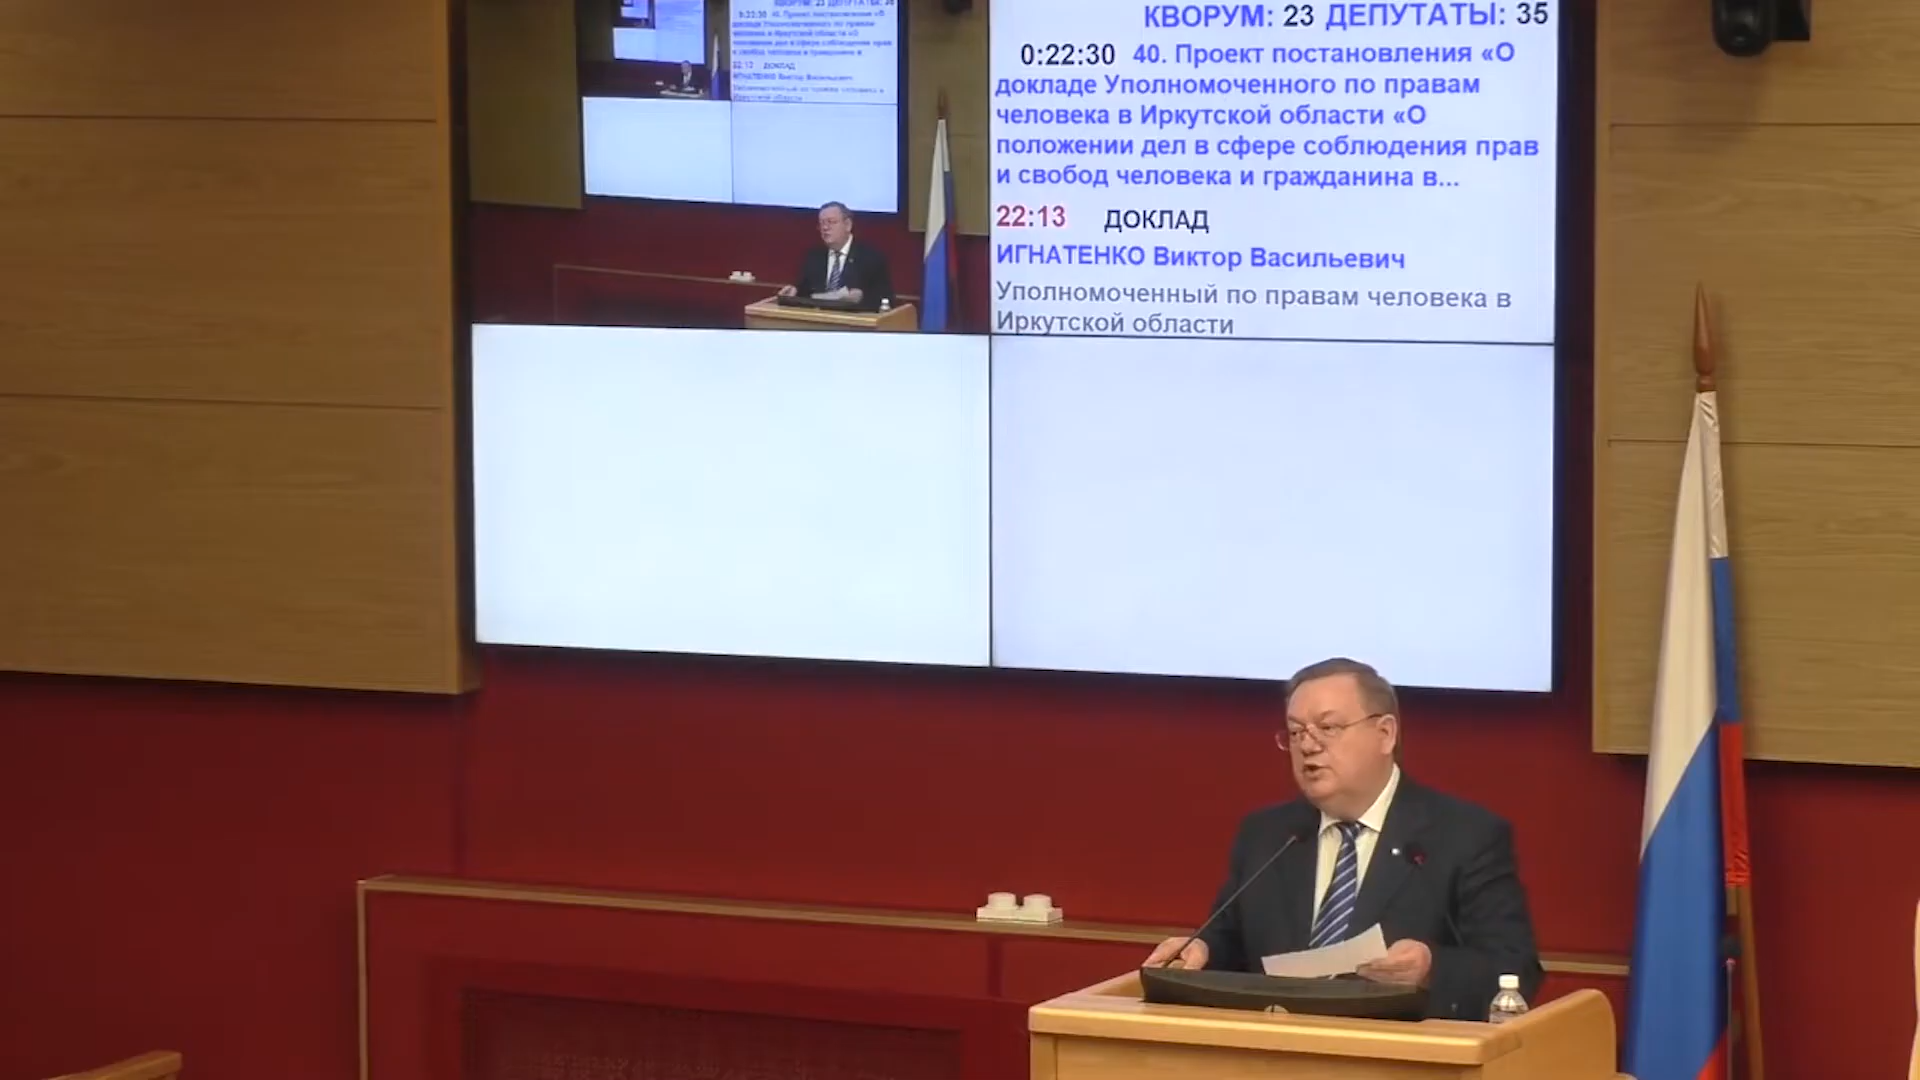 КВОРУМ: 23 ДЕПУТАТЫ: 35
0:22:30 40. Проект постановления «О
докладе Уполномоченного по правам
человека в Иркутской области «О
положении дел в сфере соблюдения прав
и свобод человека и гражданина в...
22:13 ДОКЛАД
ИГНАТЕНКО Виктор Васильевич
Уполномоченный по правам человека в
Иркутской области